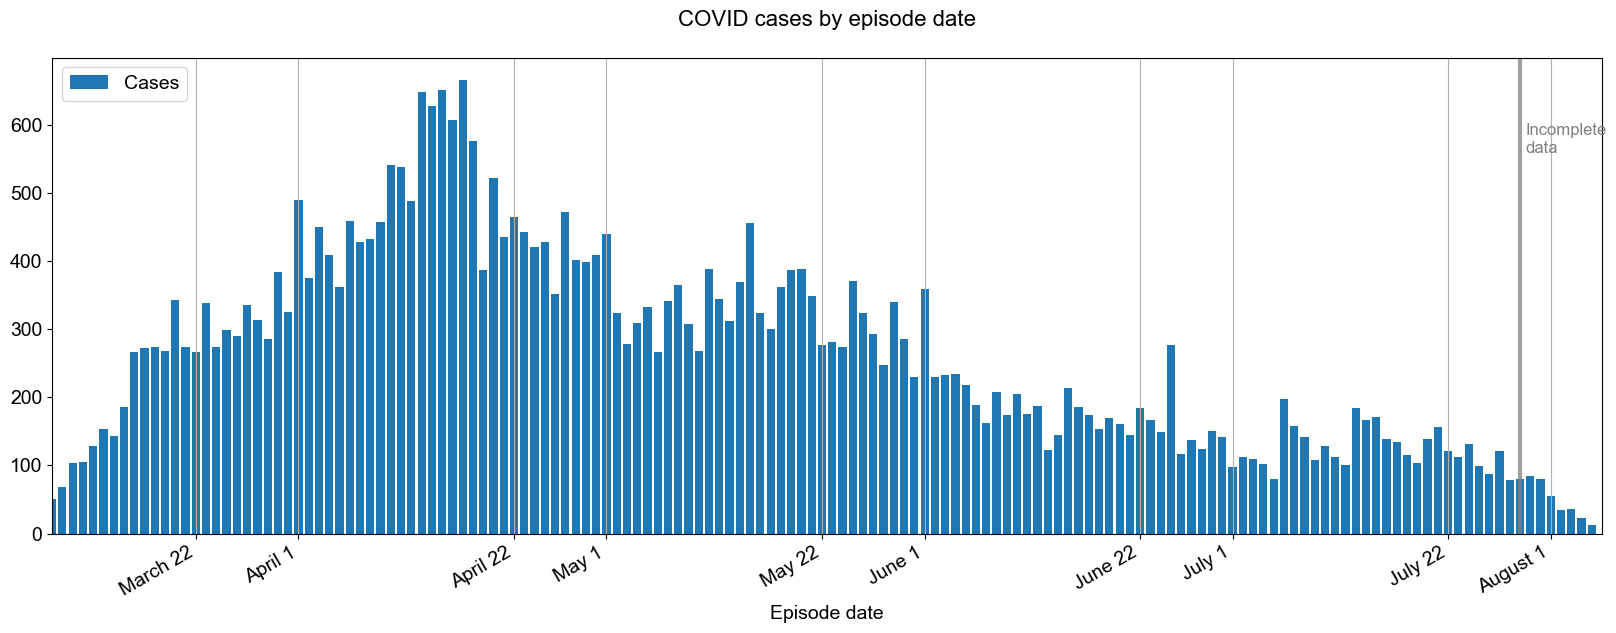 COVID cases by episode date
Cases
600
500
400
300
200
100
0
Incomplete
data
March 22
April 1
April 22
May 1
May 22
June 1
June 22
July 1
July 22
August 1
Episode date